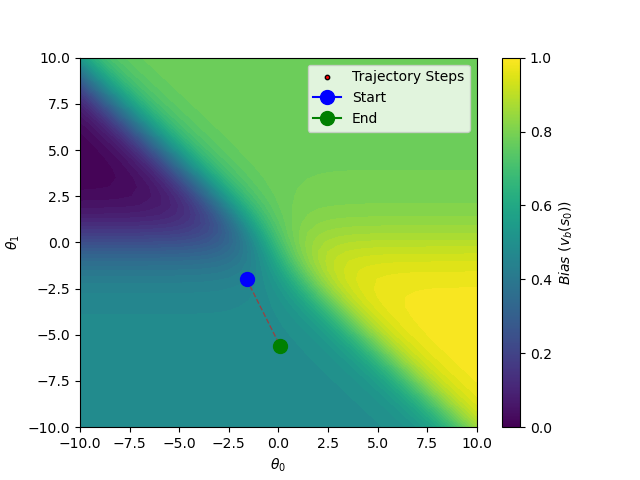 10.0
7.5
5.0
2.5
0.0
−2.5
−5.0
−7.5
−10.0
−10.0 −7.5 −5.0 −2.5 0.0 2.5 5.0 7.5 10.0
θ₀
θ₁
Trajectory Steps
Start
End
1.0
0.8
0.6
0.4
0.2
0.0
Bias (v_b(s₀))